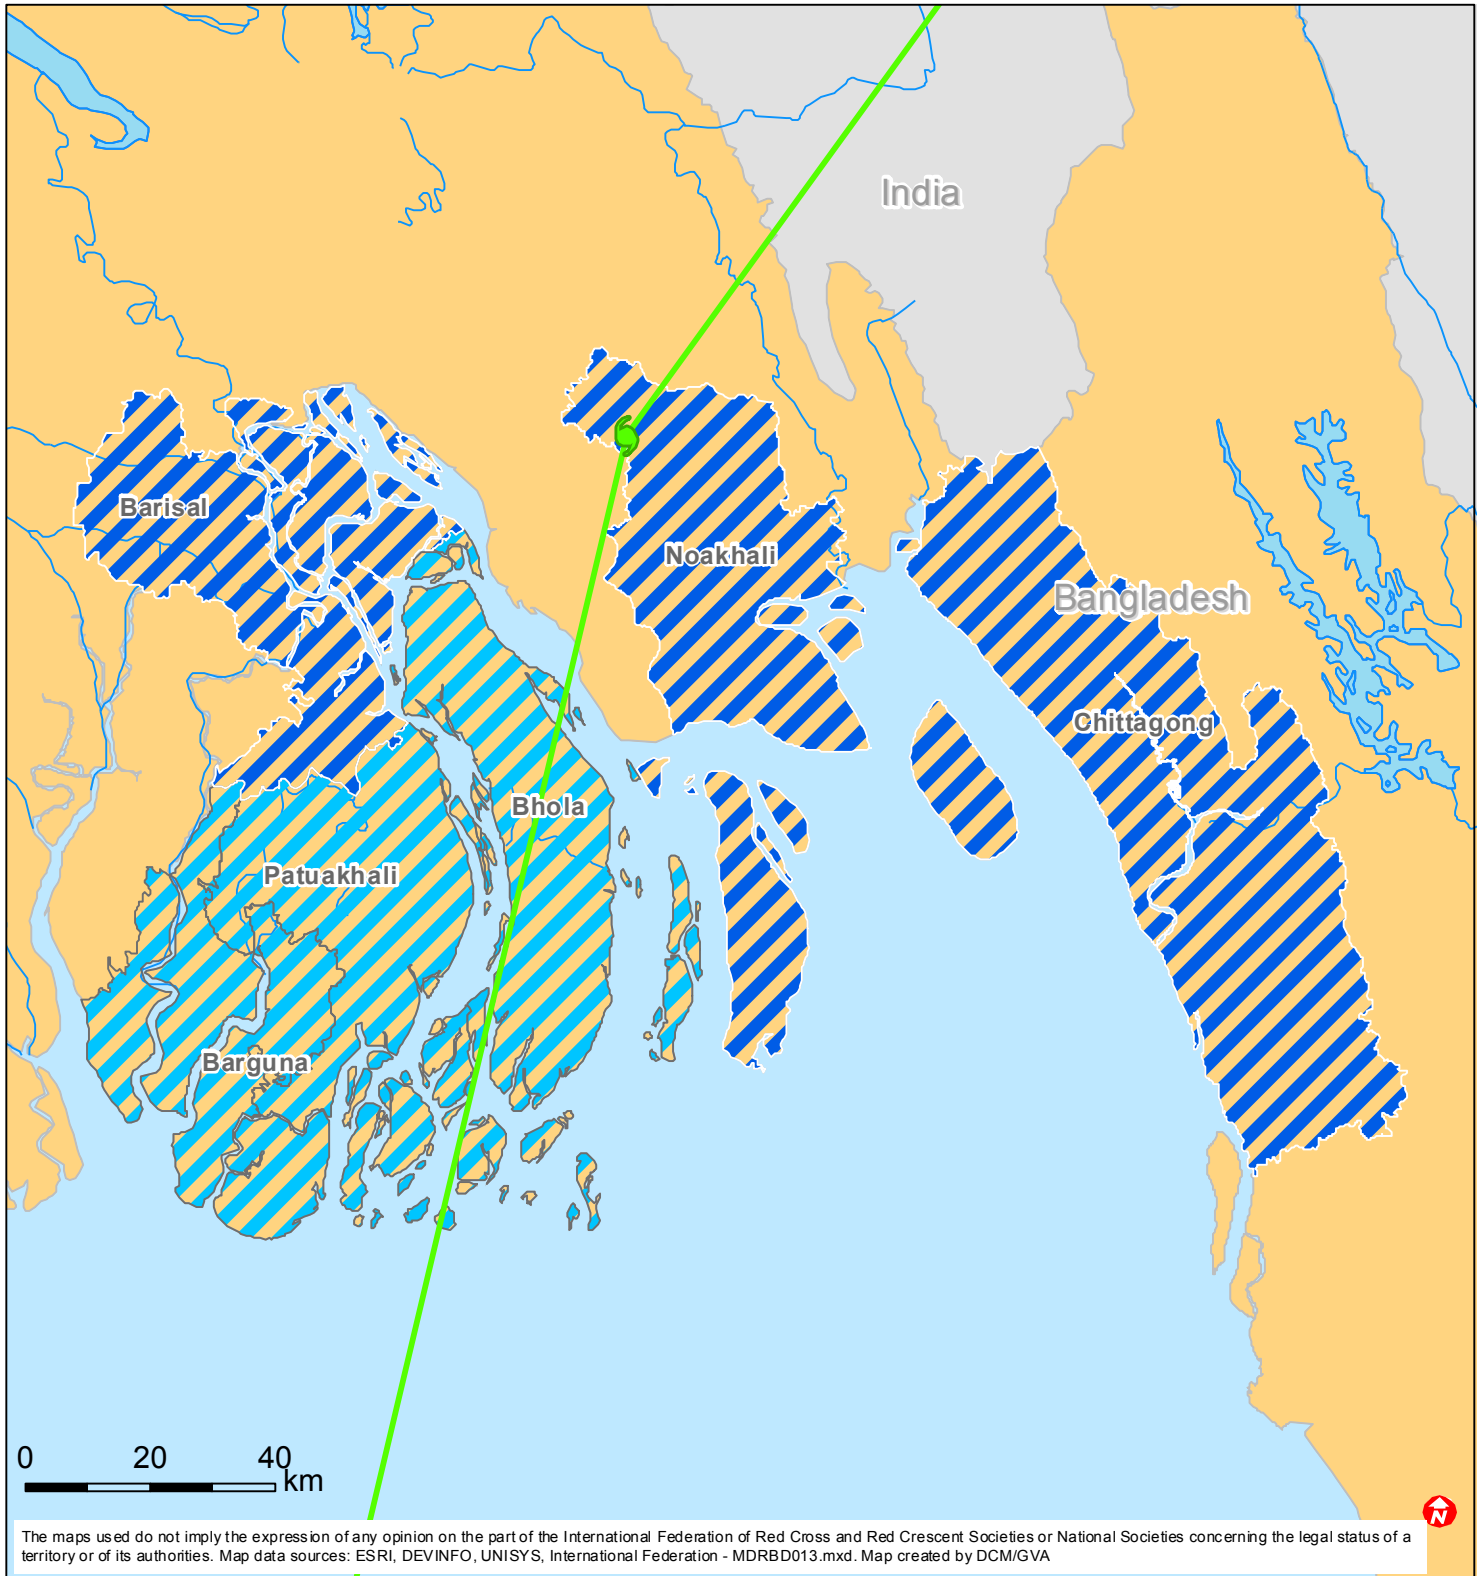 India
Barisal
Noakhali
Bangladesh
Chittagong
Bhola
Patuakhali
Barguna
0 20 40
km
N
The maps used do not imply the expression of any opinion on the part of the International Federation of Red Cross and Red Crescent Societies or National Societies concerning the legal status of a
territory or of its authorities. Map data sources: ESRI, DEVINFO, UNISYS, International Federation - MDRBD013.mxd. Map created by DCM/GVA